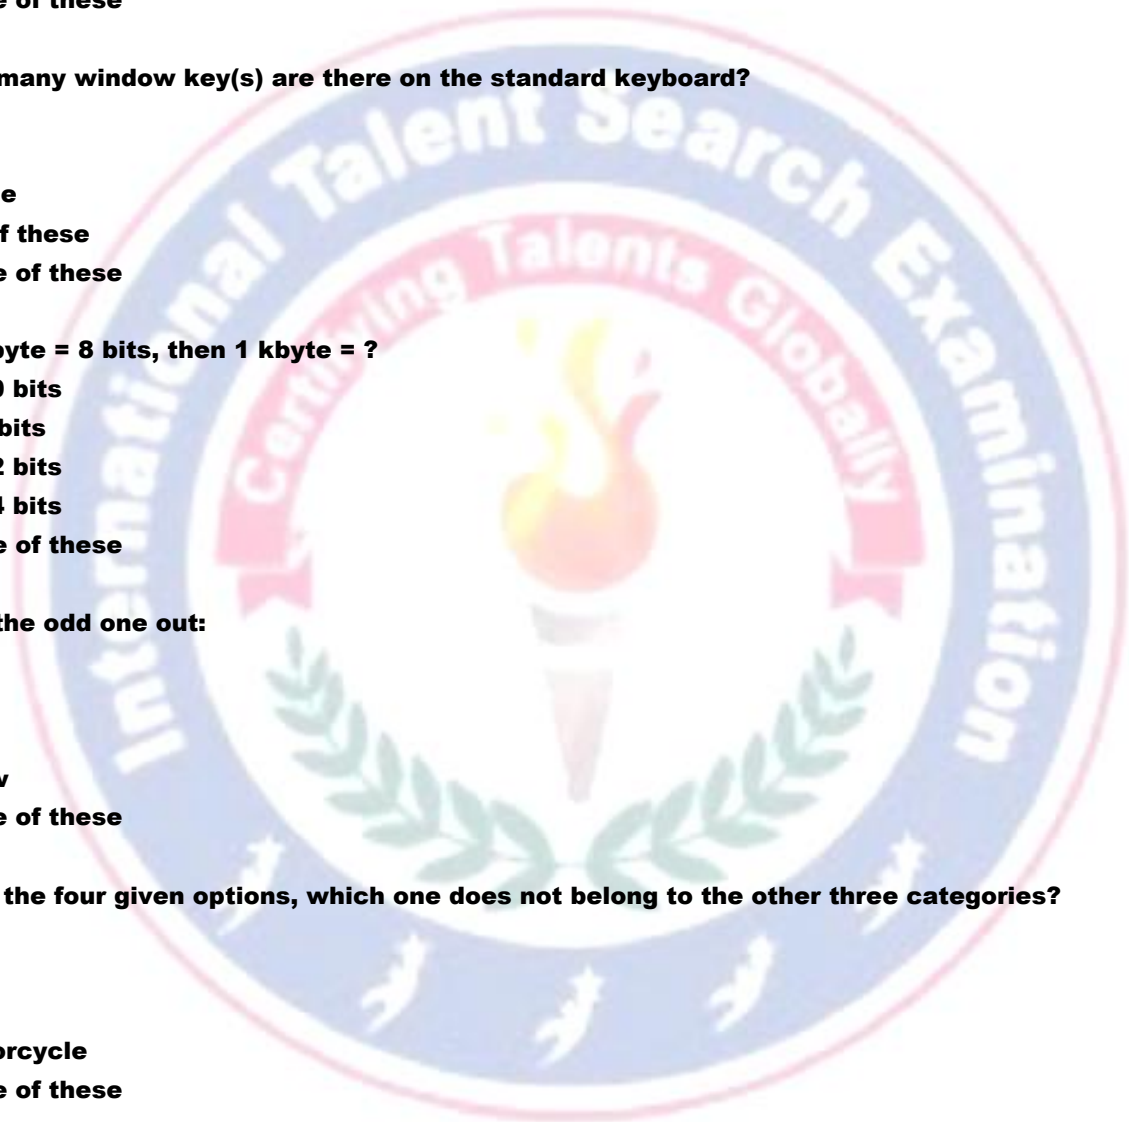 e of these
many window key(s) are there on the standard keyboard?
e
f these
e of these
byte = 8 bits, then 1 kbyte = ?
0 bits
bits
2 bits
4 bits
e of these
the odd one out:
v
e of these
the four given options, which one does not belong to the other three categories?
orcycle
e of these
International Talent Search Examination
Certifying Talents Globally